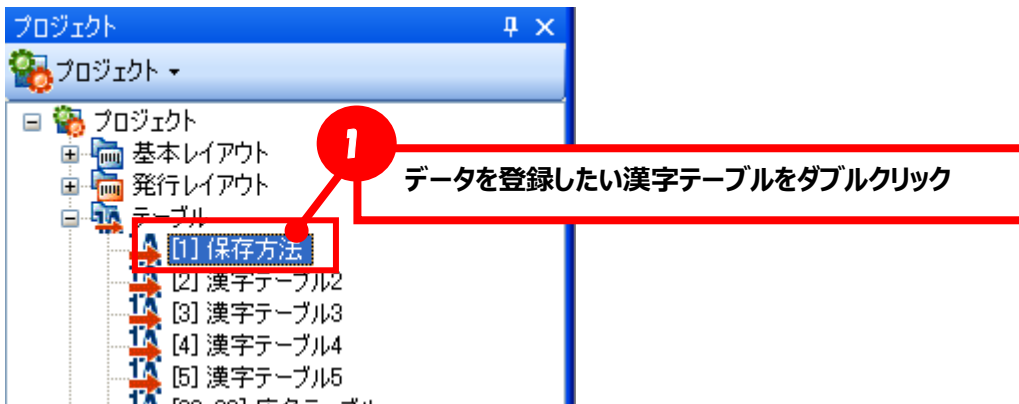 プロジェクト
プロジェクト
プロジェクト
基本レイアウト
発行レイアウト
テーブル
[1] 保存方法
[2] 漢字テーブル2
[3] 漢字テーブル3
[4] 漢字テーブル4
[5] 漢字テーブル5
1
データを登録したい漢字テーブルをダブルクリック